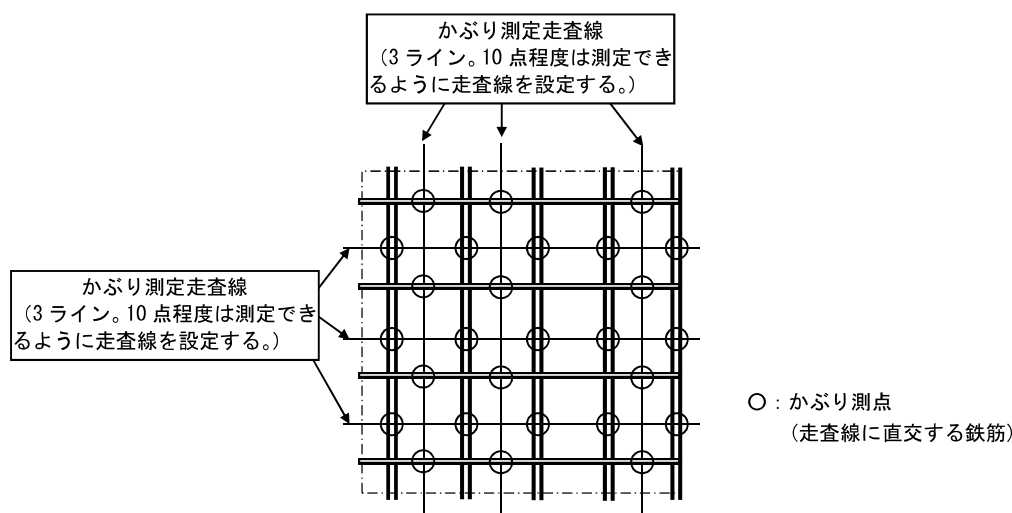 かぶり測定走査線
(3 ライン。10 点程度は測定でき
るように走査線を設定する。)
かぶり測定走査線
(3 ライン。10 点程度は測定でき
るように走査線を設定する。)
○：かぶり測点
(走査線に直交する鉄筋)